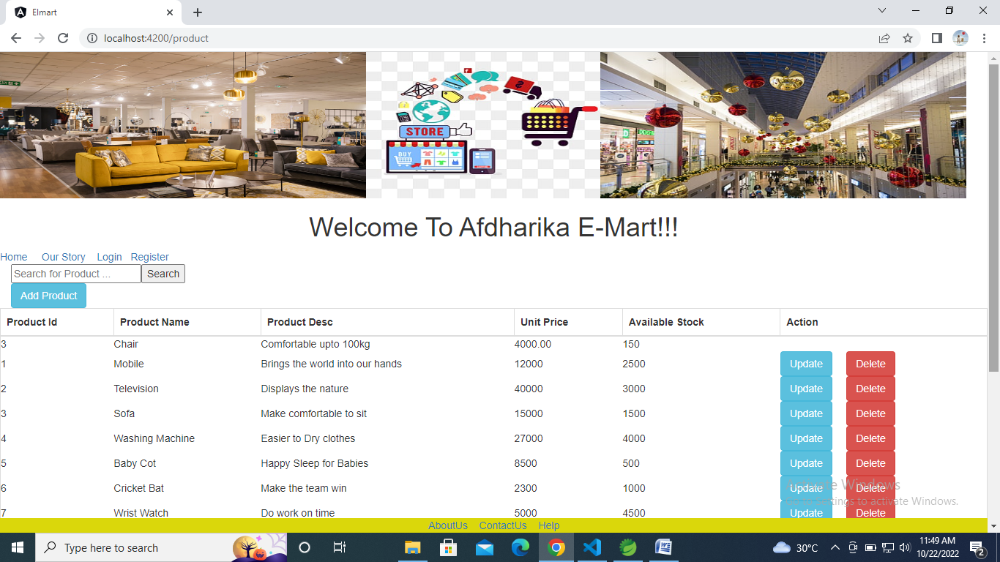 Elmart
localhost:4200/product
STORE
BUY
Welcome To Afdharika E-Mart!!!
Home Our Story Login Register
Search for Product ... Search
Add Product
Product Id Product Name Product Desc Unit Price Available Stock Action
3 Chair Comfortable upto 100kg 4000.00 150
1 Mobile Brings the world into our hands 12000 2500 Update Delete
2 Television Displays the nature 40000 3000 Update Delete
3 Sofa Make comfortable to sit 15000 1500 Update Delete
4 Washing Machine Easier to Dry clothes 27000 4000 Update Delete
5 Baby Cot Happy Sleep for Babies 8500 500 Update Delete
6 Cricket Bat Make the team win 2300 1000 Update Delete
Activate Windows
7 Wrist Watch Do work on time 5000 4500 Update Delete
to activate Windows.
AboutUs ContactUs Help
Type here to search
30°C
11:49 AM
10/22/2022
2